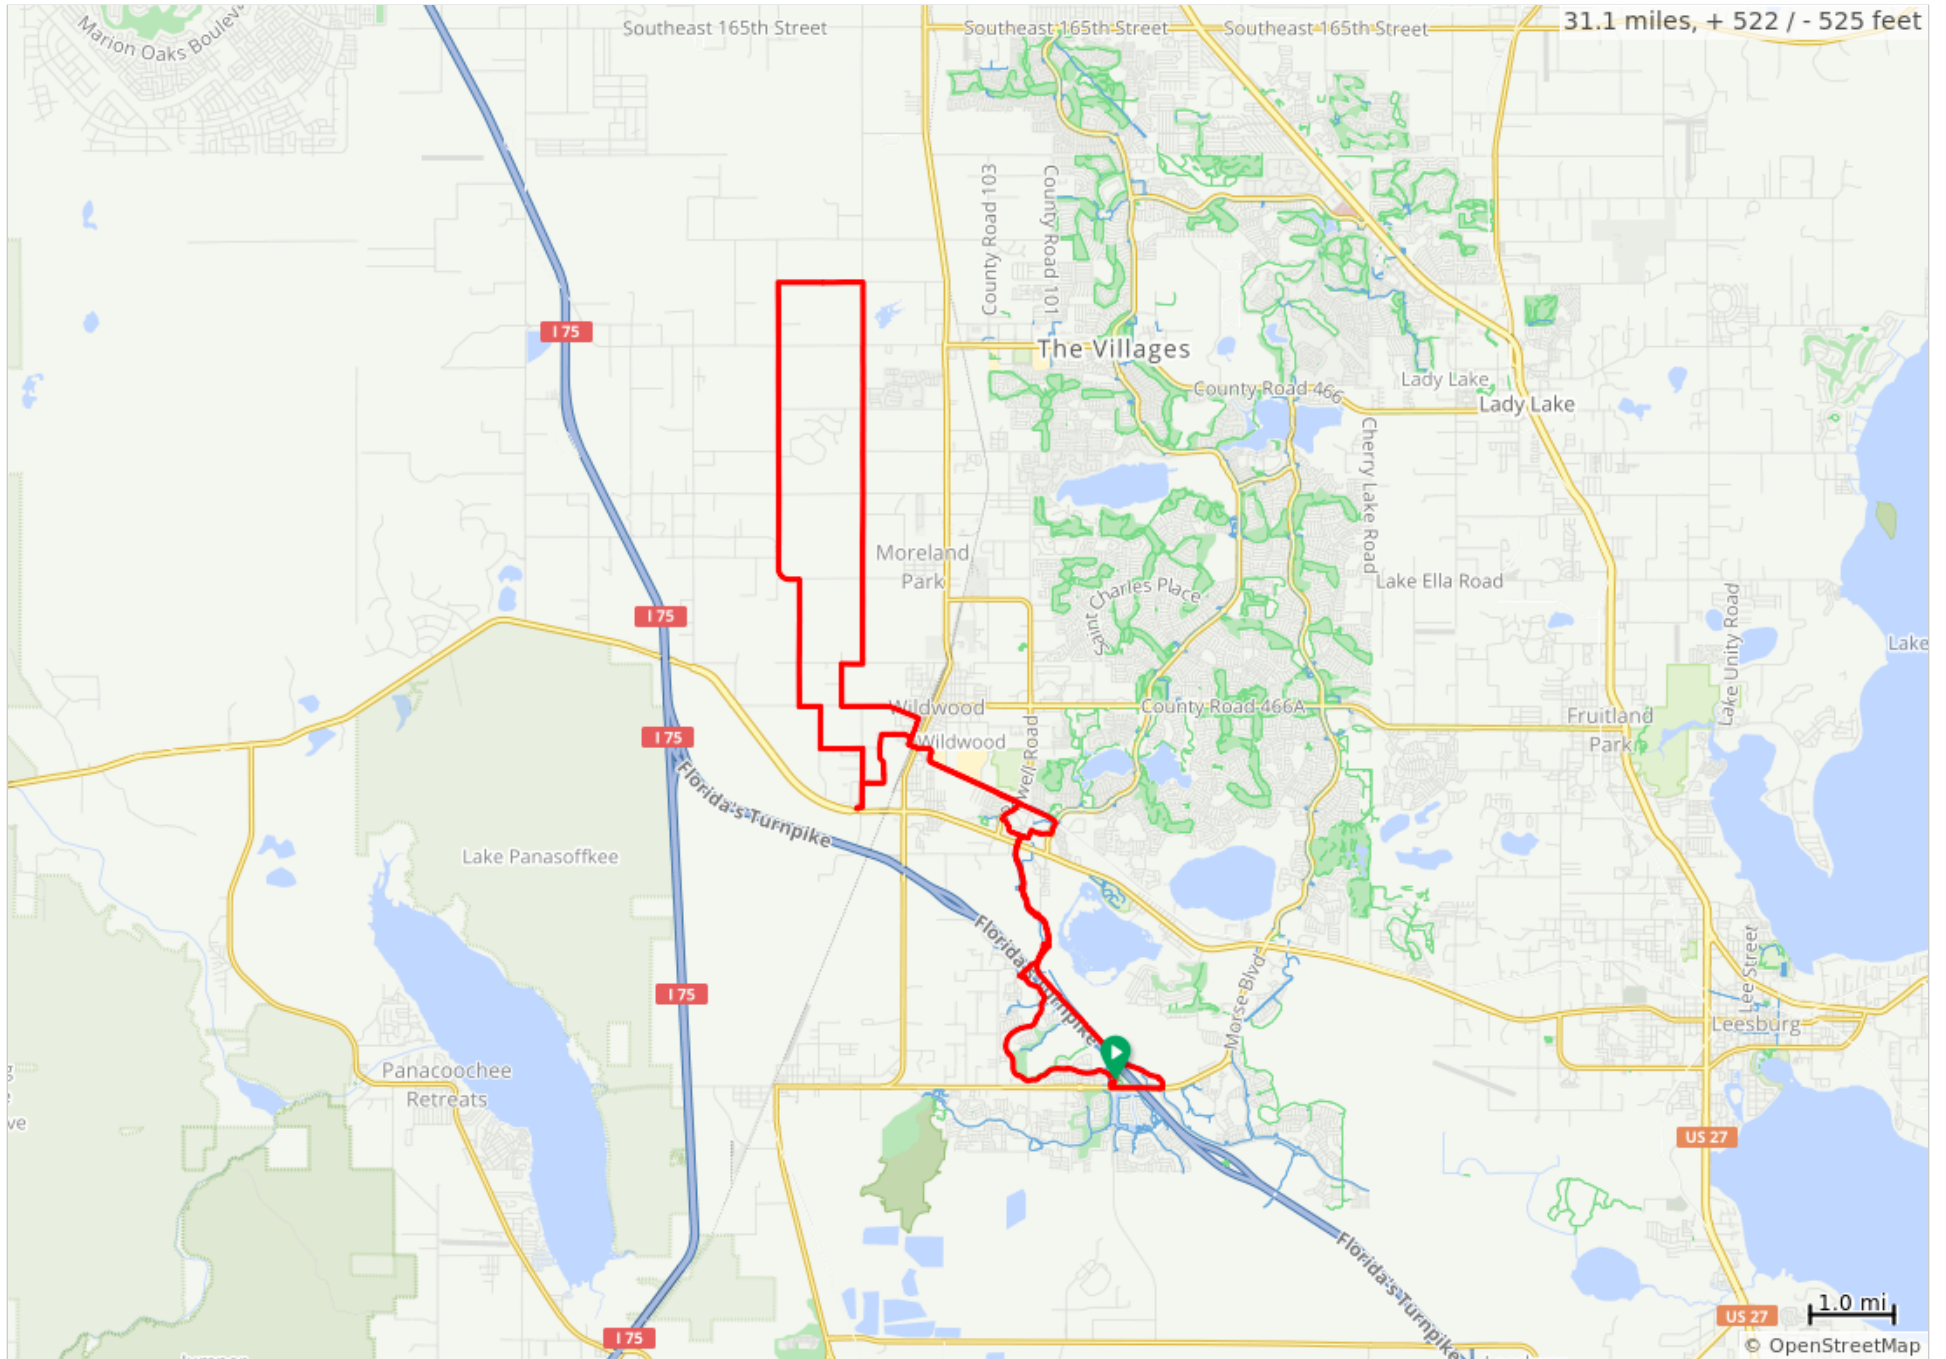 31.1 miles, + 522 / - 525 feet
Marion Oaks Bouleva
Southeast 165th Street
Southeast 165th Street
Southeast 165th Street
County Road 103
County Road 101
I 75
The Villages
County Road 466
Lady Lake
Lady Lake
Cherry Lake Road
Moreland
Park
Charles Place
Saint
Lake Ella Road
I 75
Lake Unity Road
Lake
Wildwood
County Road 466A
Fruitland
Park
I 75
Wildwood
well Road
Florida's Turnpike
Lake Panasoffkee
Florida's Turnpike
I 75
Morse Blvd
Lee Street
Leesburg
Panacoochee
Retreats
ve
US 27
Florida's Turnpike
1.0 mi
US 27
I 75
© OpenStreetMap